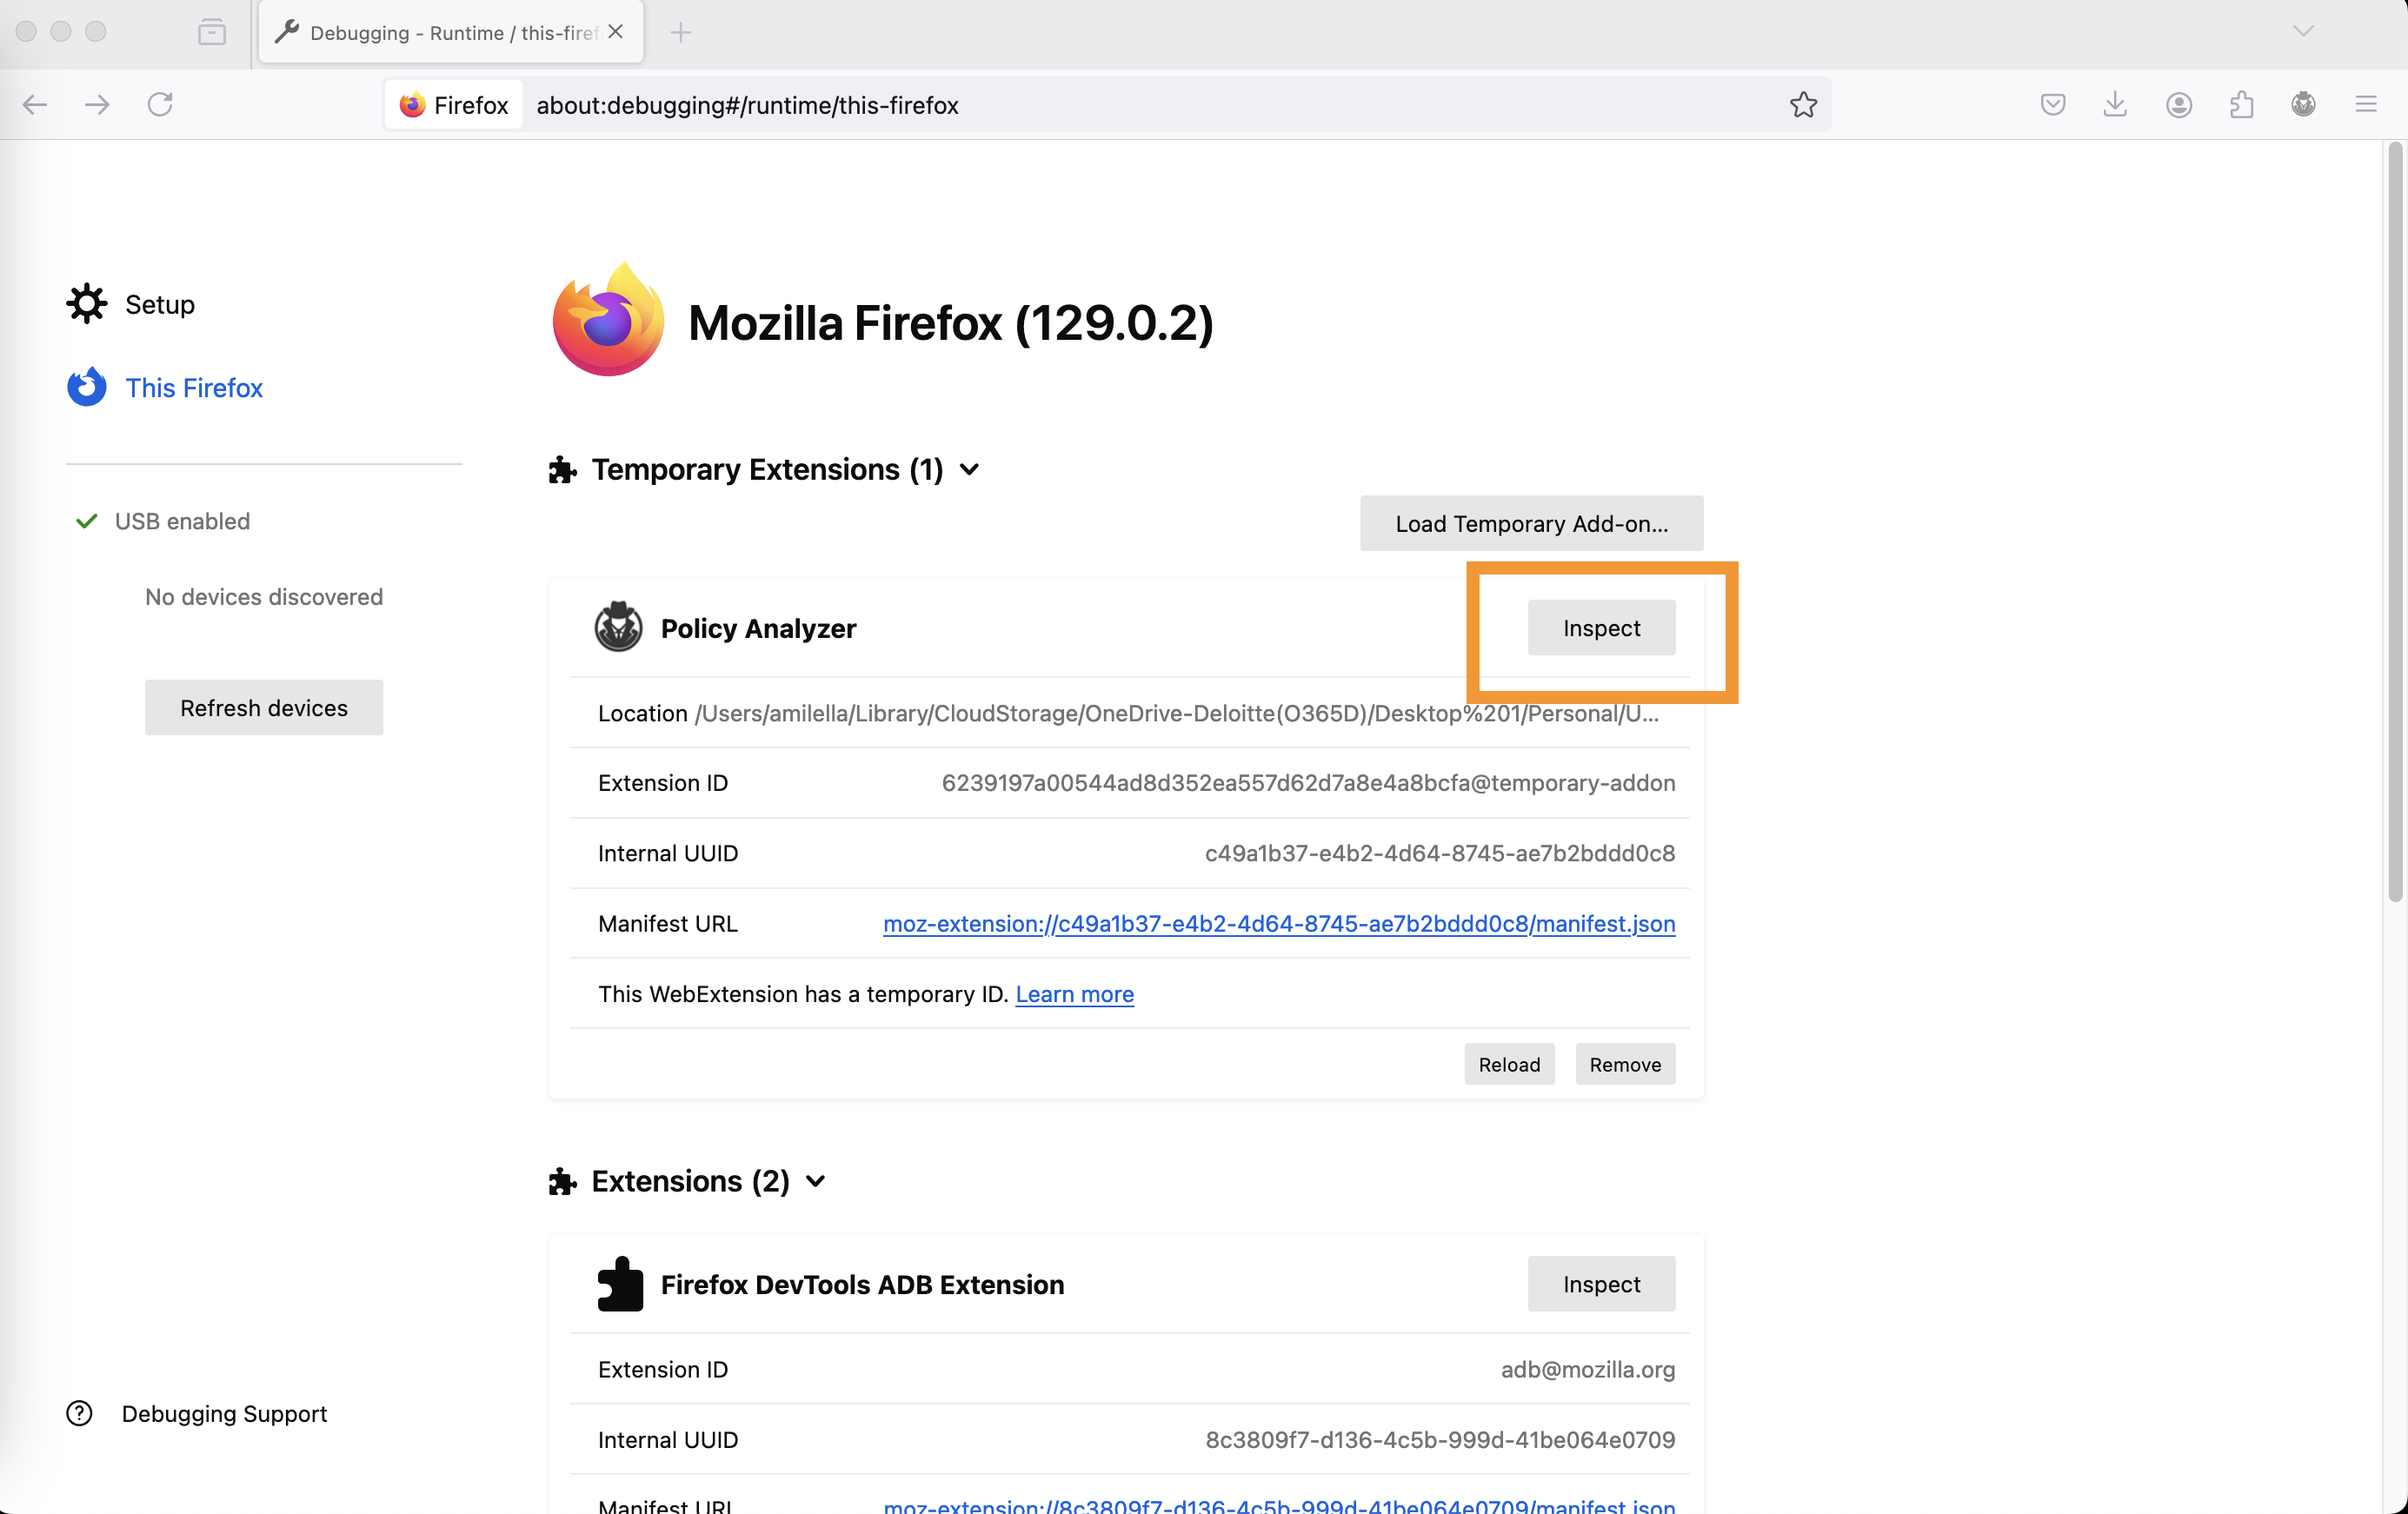 Debugging - Runtime / this-firef
Firefox
about:debugging#/runtime/this-firefox
Setup
This Firefox
USB enabled
No devices discovered
Refresh devices
Debugging Support
Mozilla Firefox (129.0.2)
Temporary Extensions (1)
Load Temporary Add-on...
Policy Analyzer
Inspect
Location /Users/amilella/Library/CloudStorage/OneDrive-Deloitte(O365D)/Desktop%201/Personal/U...
Extension ID 6239197a00544ad8d352ea557d62d7a8e4a8bcfa@temporary-addon
Internal UUID c49a1b37-e4b2-4d64-8745-ae7b2bddd0c8
Manifest URL moz-extension://c49a1b37-e4b2-4d64-8745-ae7b2bddd0c8/manifest.json
This WebExtension has a temporary ID. Learn more
Reload Remove
Extensions (2)
Firefox DevTools ADB Extension
Inspect
Extension ID adb@mozilla.org
Internal UUID 8c3809f7-d136-4c5b-999d-41be064e0709
Manifest URL moz-extension://8c3809f7-d136-4c5b-999d-41be064e0709/manifest.json